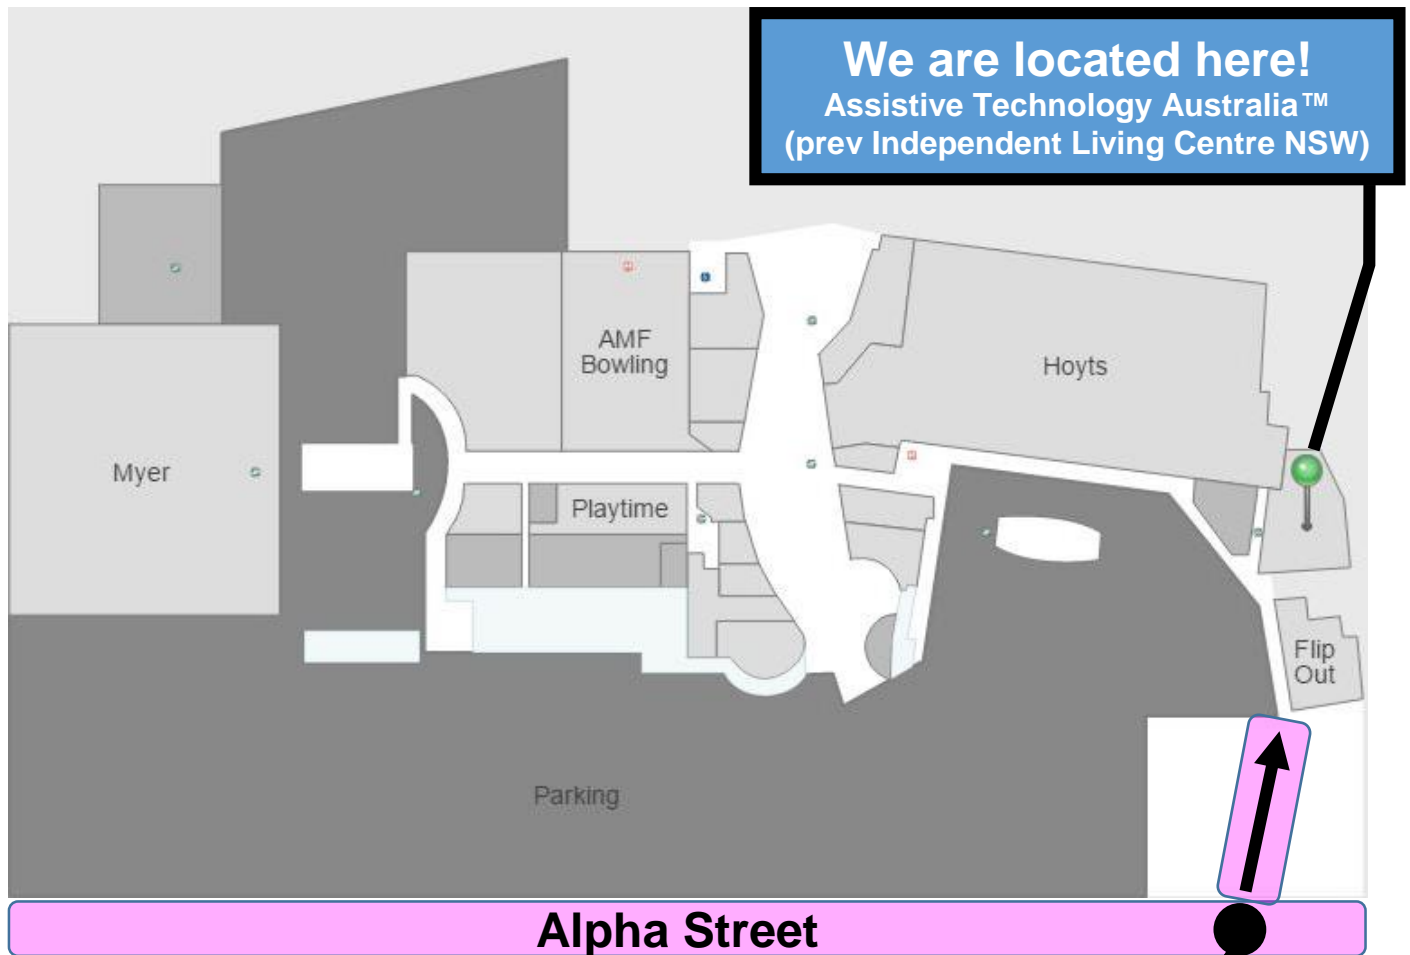 We are located here!
Assistive Technology Australia™
(prev Independent Living Centre NSW)
AMF
Bowling
Hoyts
Myer
Playtime
Flip
Out
Parking
Alpha Street